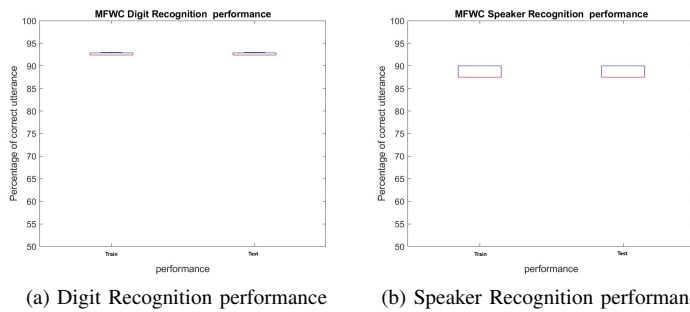 MFWC Digit Recognition performance
100
95
90
85
80
75
70
65
60
55
50
Percentage of correct utterance
Train Test
performance
(a) Digit Recognition performance
MFWC Speaker Recognition performance
100
95
90
85
80
75
70
65
60
55
50
Percentage of correct utterance
Train Test
performance
(b) Speaker Recognition performan